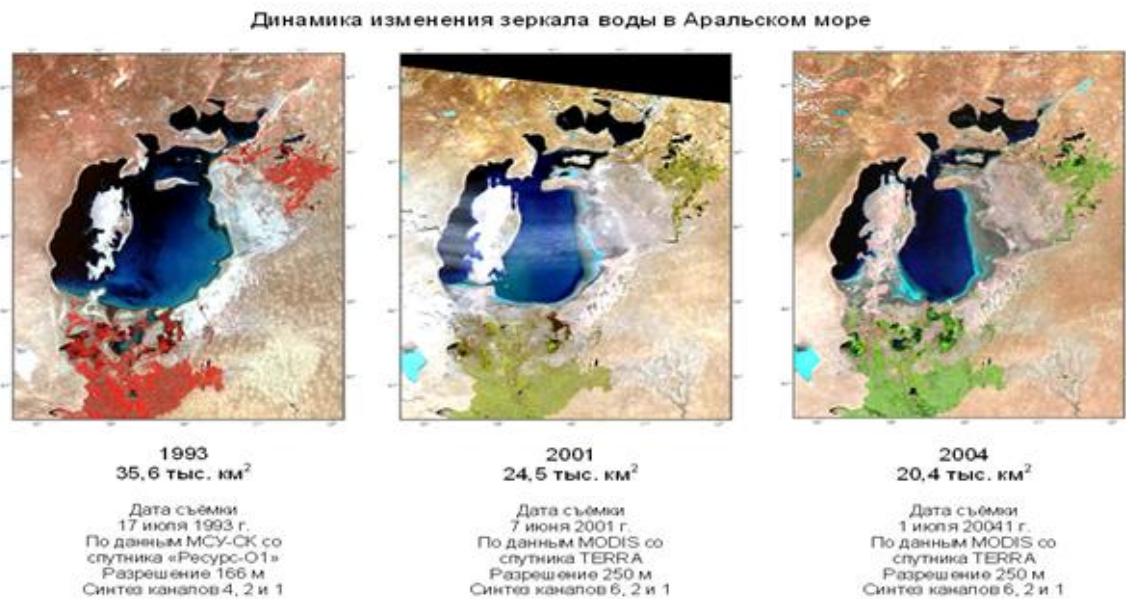 Динамика изменения зеркала воды в Аральском море
1993
35,6 тыс. км²
Дата съёмки
17 июля 1993 г.
По данным МСУ-СК со
спутника «Ресурс-О1»
Разрешение 166 м
Синтез каналов 4, 2 и 1
2001
24,5 тыс. км²
Дата съёмки
7 июня 2001 г.
По данным MODIS со
спутника TERRA
Разрешение 250 м
Синтез каналов 6, 2 и 1
2004
20,4 тыс. км²
Дата съёмки
1 июля 20041 г.
По данным MODIS со
спутника TERRA
Разрешение 250 м
Синтез каналов 6, 2 и 1